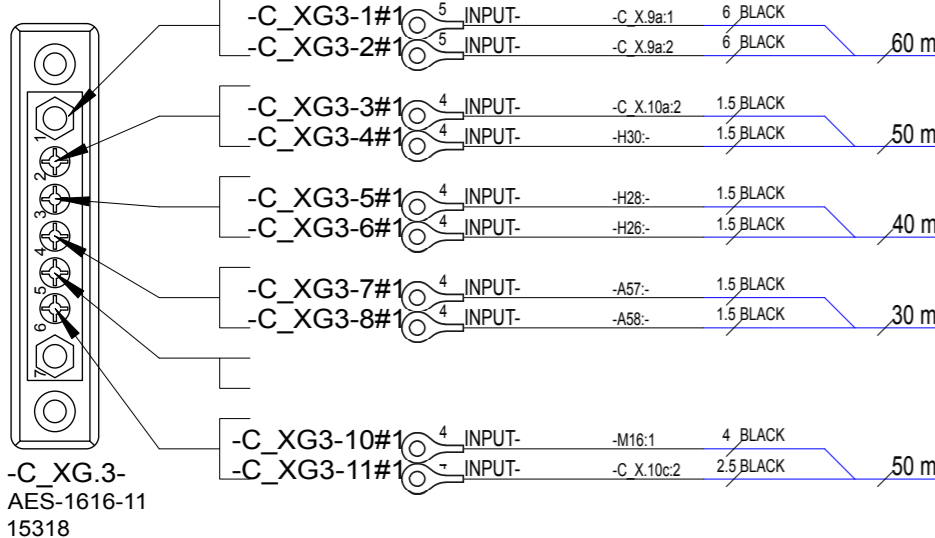 -C_XG3-1#1 5 INPUT- -C_X.9a:1 6 BLACK
-C_XG3-2#1 5 INPUT- -C_X.9a:2 6 BLACK 60 m
-C_XG3-3#1 4 INPUT- -C_X.10a:2 1.5 BLACK
-C_XG3-4#1 4 INPUT- -H30:- 1.5 BLACK 50 m
-C_XG3-5#1 4 INPUT- -H28:- 1.5 BLACK
-C_XG3-6#1 4 INPUT- -H26:- 1.5 BLACK 40 m
-C_XG3-7#1 4 INPUT- -A57:- 1.5 BLACK
-C_XG3-8#1 4 INPUT- -A58:- 1.5 BLACK 30 m
-C_XG3-10#1 4 INPUT- -M16:1 4 BLACK
-C_XG3-11#1 INPUT- -C_X.10c:2 2.5 BLACK 50 m
1
2
3
4
5
6
7
-C_XG.3-
AES-1616-11
15318